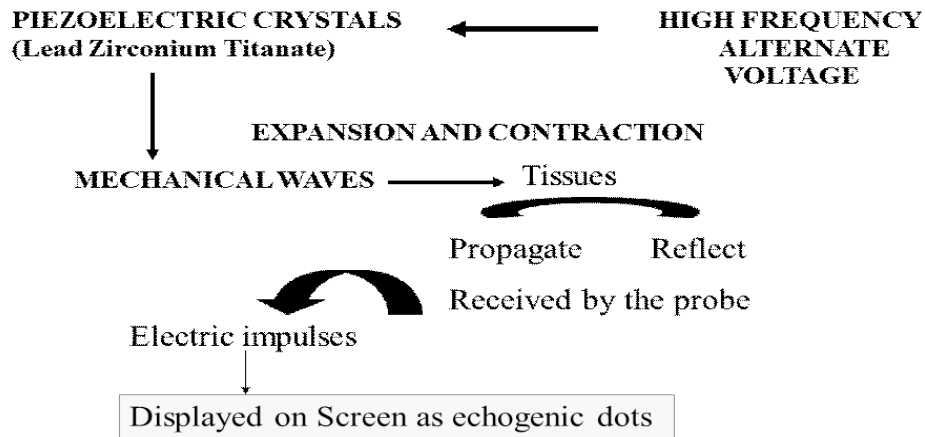 PIEZOELECTRIC CRYSTALS
(Lead Zirconium Titanate)
HIGH FREQUENCY
ALTERNATE
VOLTAGE
EXPANSION AND CONTRACTION
MECHANICAL WAVES
Tissues
Propagate
Reflect
Received by the probe
Electric impulses
Displayed on Screen as echogenic dots